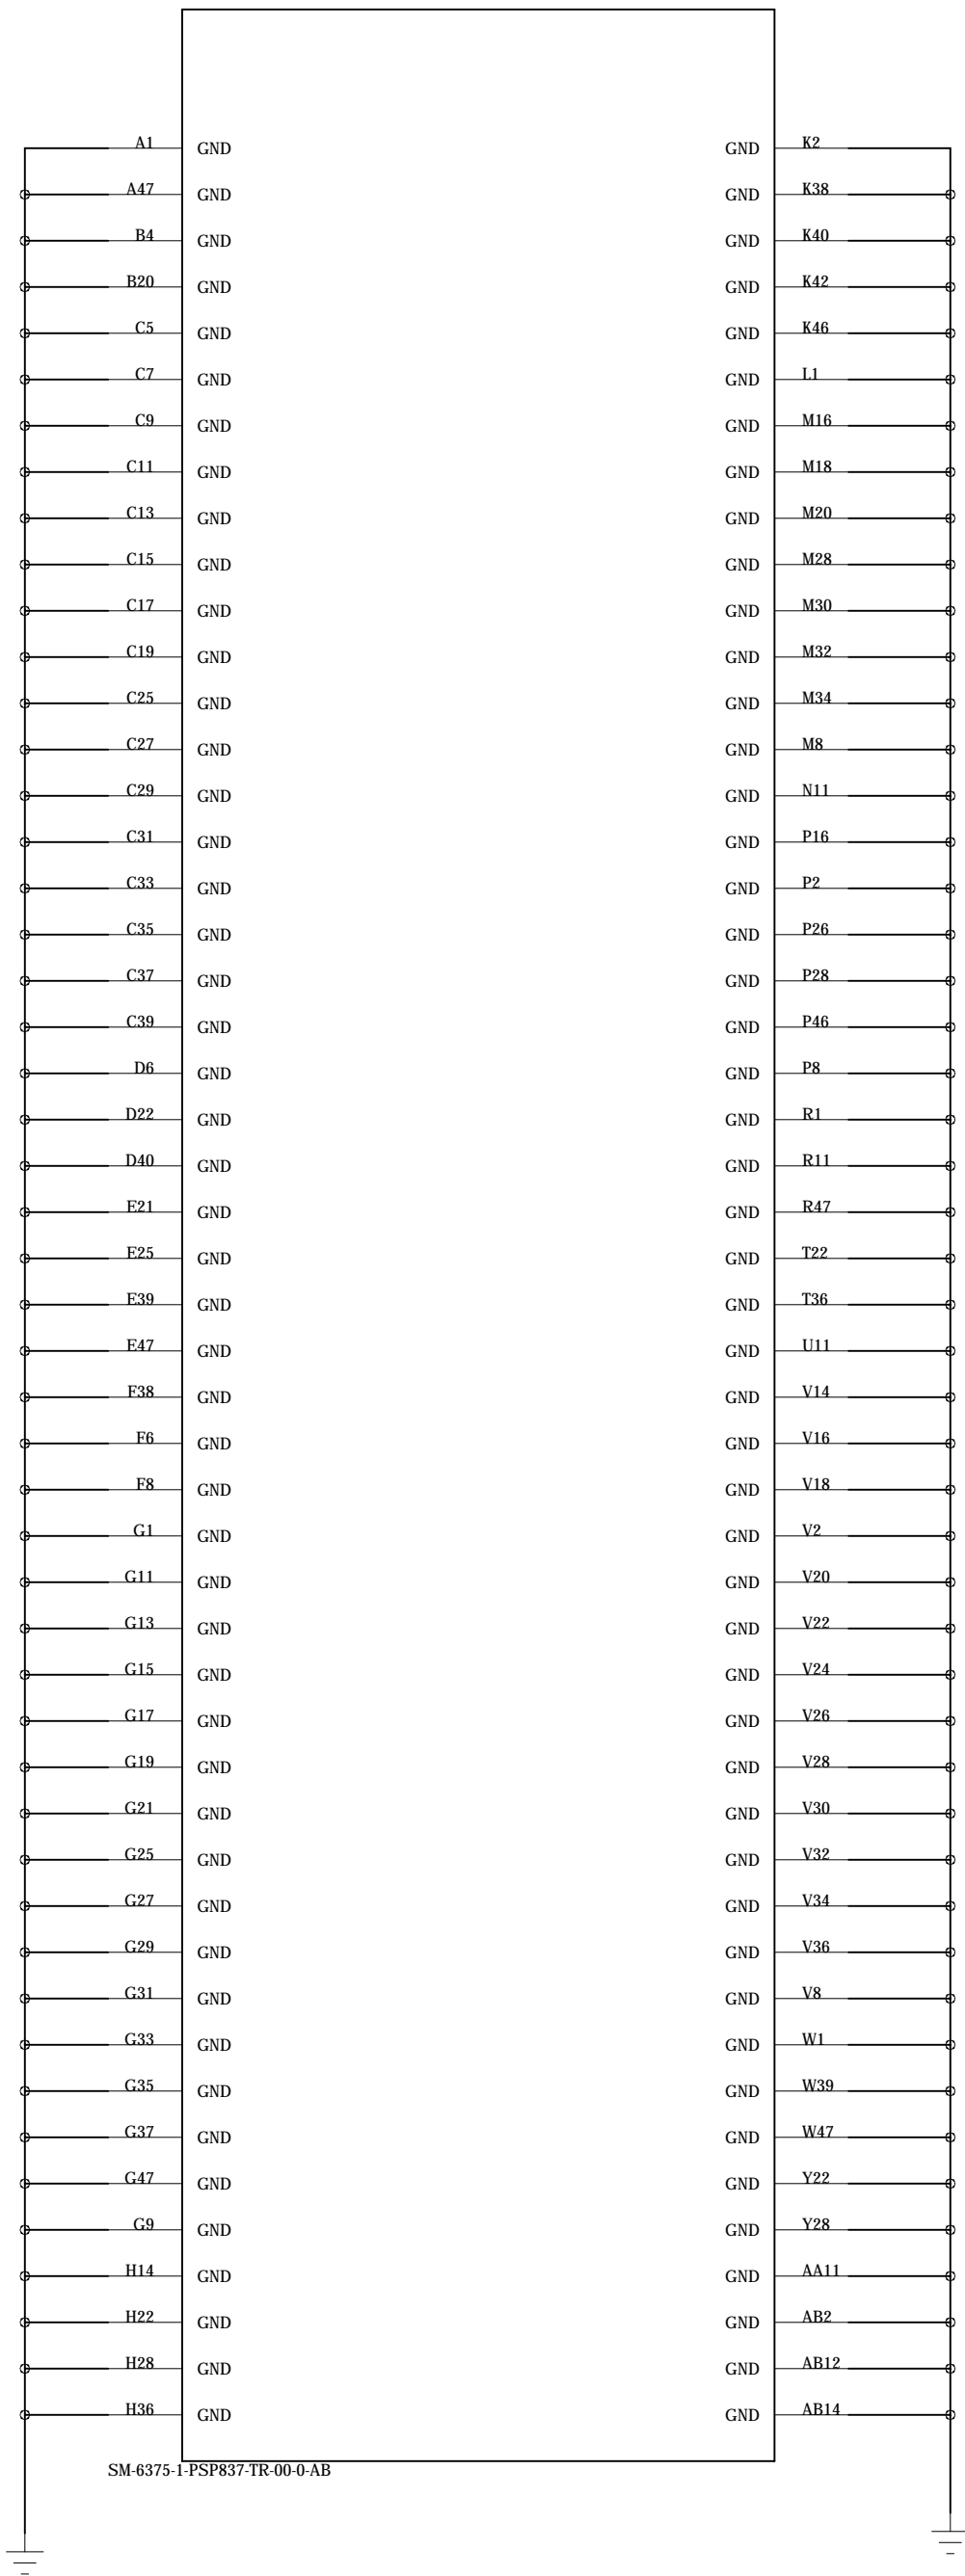 A1 GND GND K2
A47 GND GND K38
B4 GND GND K40
B20 GND GND K42
C5 GND GND K46
C7 GND GND L1
C9 GND GND M16
C11 GND GND M18
C13 GND GND M20
C15 GND GND M28
C17 GND GND M30
C19 GND GND M32
C25 GND GND M34
C27 GND GND M8
C29 GND GND N11
C31 GND GND P16
C33 GND GND P2
C35 GND GND P26
C37 GND GND P28
C39 GND GND P46
D6 GND GND P8
D22 GND GND R1
D40 GND GND R11
E21 GND GND R47
E25 GND GND T22
E39 GND GND T36
E47 GND GND U11
F38 GND GND V14
F6 GND GND V16
F8 GND GND V18
G1 GND GND V2
G11 GND GND V20
G13 GND GND V22
G15 GND GND V24
G17 GND GND V26
G19 GND GND V28
G21 GND GND V30
G25 GND GND V32
G27 GND GND V34
G29 GND GND V36
G31 GND GND V8
G33 GND GND W1
G35 GND GND W39
G37 GND GND W47
G47 GND GND Y22
G9 GND GND Y28
H14 GND GND AA11
H22 GND GND AB2
H28 GND GND AB12
H36 GND GND AB14
SM-6375-1-PSP837-TR-00-0-AB